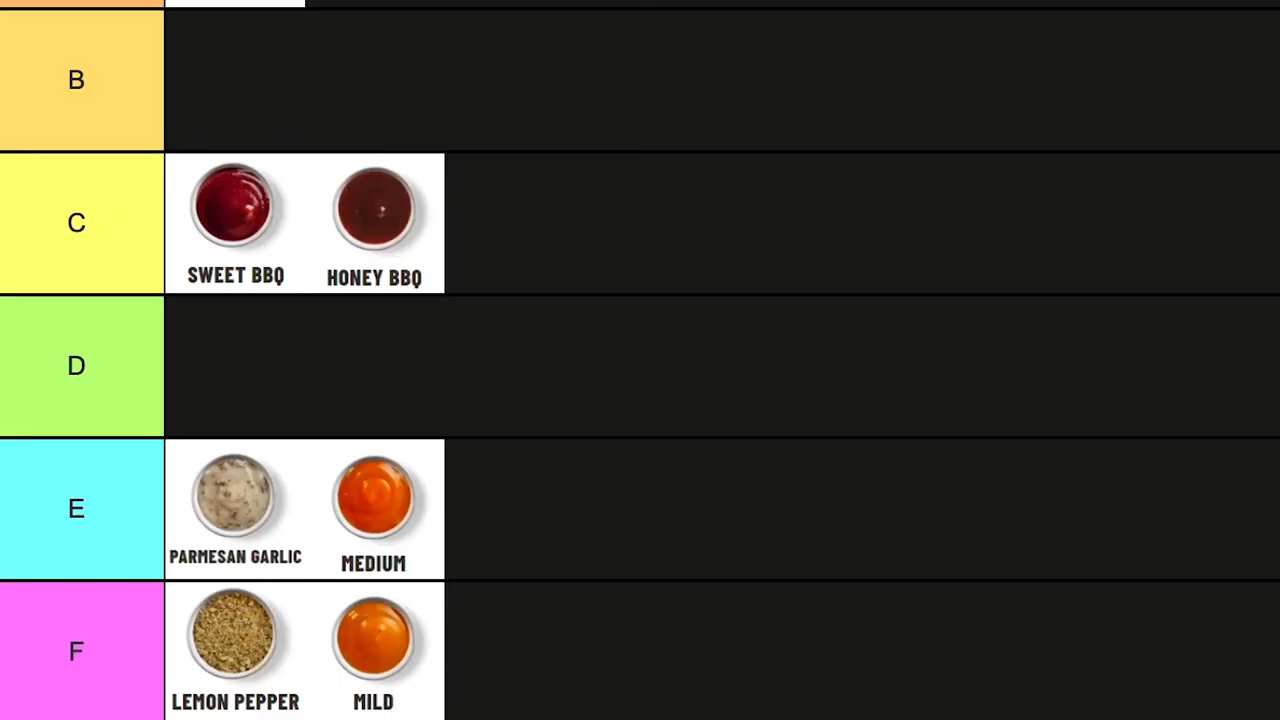 B
C
SWEET BBQ
HONEY BBQ
D
E
PARMESAN GARLIC
MEDIUM
F
LEMON PEPPER
MILD